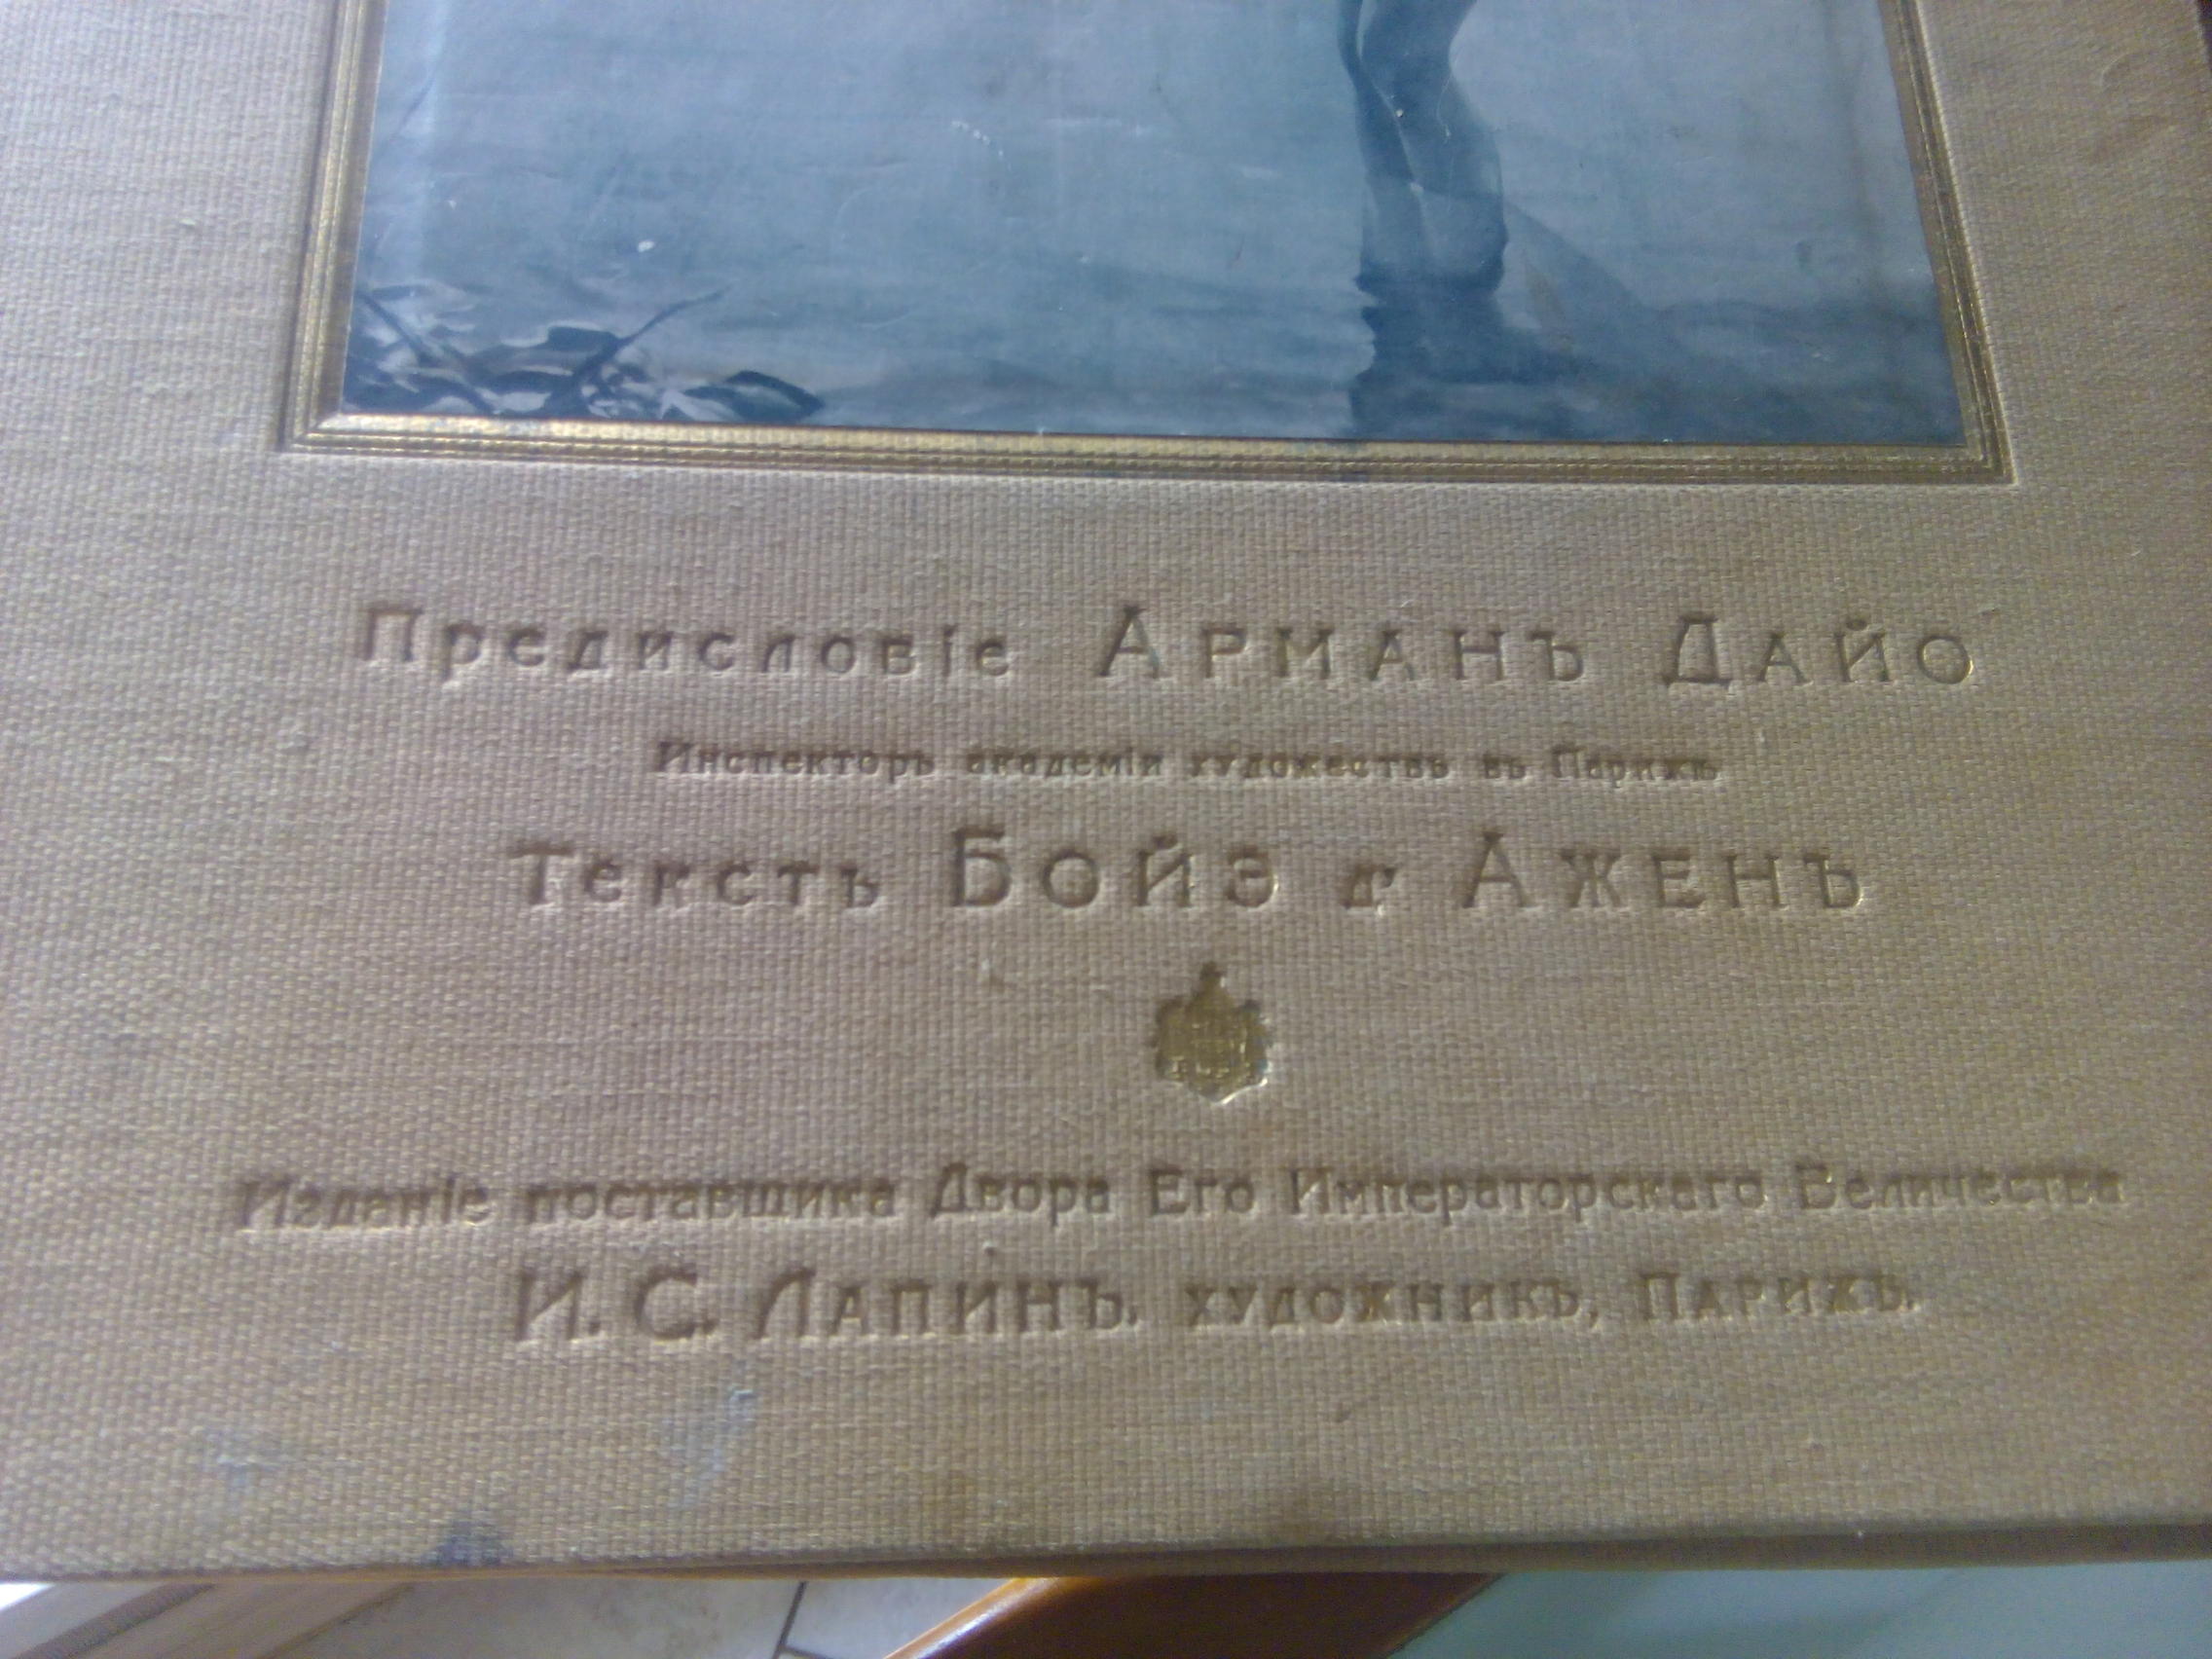 Предисловіе Арманъ Дайо
Инспекторъ академіи художествъ въ Парижѣ
Текстъ Бойэ д' Аженъ
Изданіе поставщика Двора Его Императорскаго Величества
И. С. Лапинъ. художникъ, Парижъ.